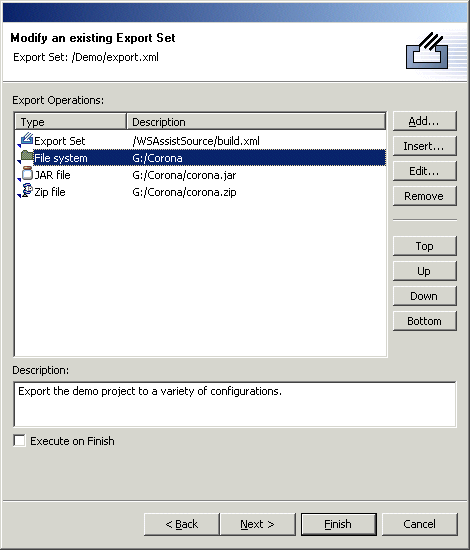 Modify an existing Export Set
Export Set: /Demo/export.xml
Export Operations:
Type Description
Export Set /WSAssistSource/build.xml
File system G:/Corona
JAR file G:/Corona/corona.jar
Zip file G:/Corona/corona.zip
Add...
Insert...
Edit...
Remove
Top
Up
Down
Bottom
Description:
Export the demo project to a variety of configurations.
Execute on Finish
< Back Next > Finish Cancel